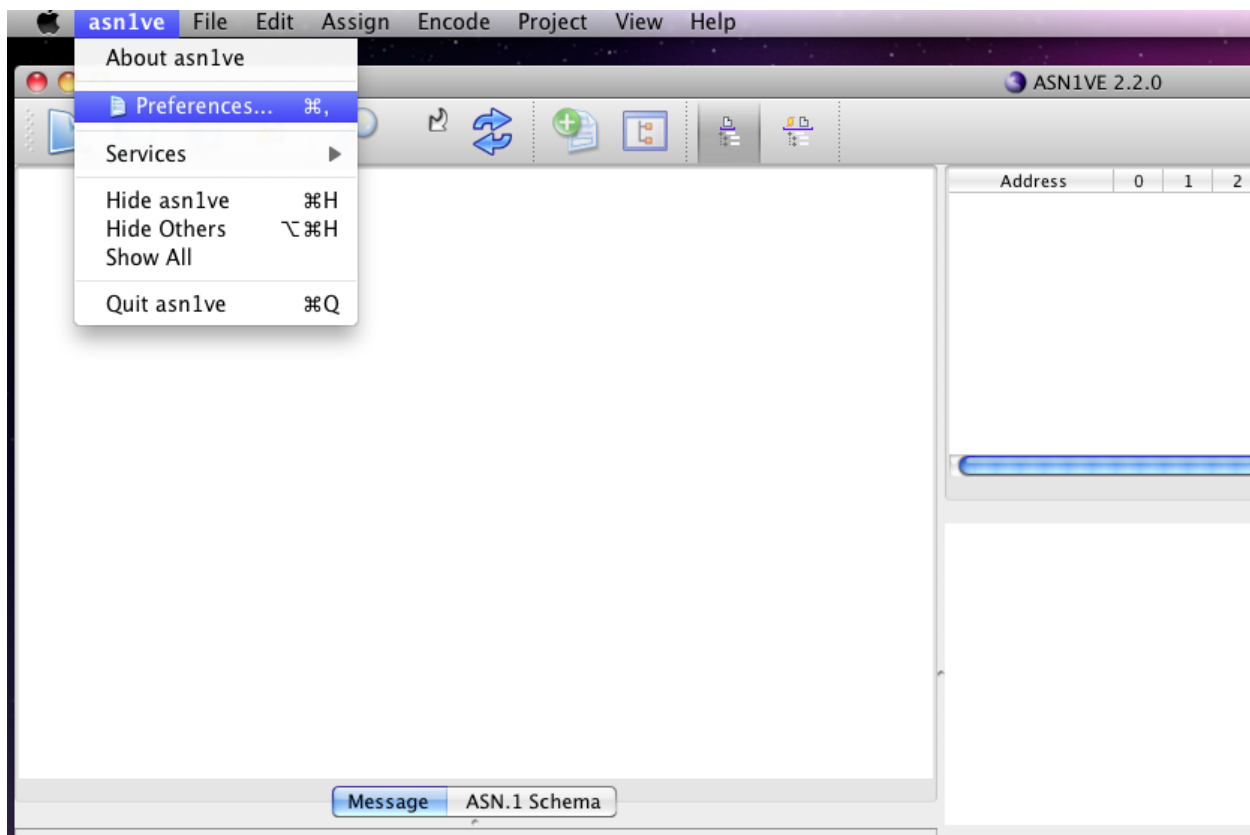 asn1ve File Edit Assign Encode Project View Help
About asn1ve
ASN1VE 2.2.0
Preferences... ⌘,
Services
Hide asn1ve ⌘H
Hide Others ⌥⌘H
Show All
Quit asn1ve ⌘Q
Address 0 1 2
Message ASN.1 Schema